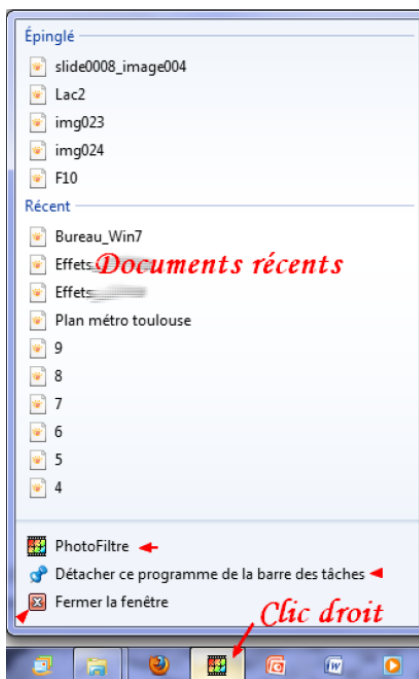 Épinglé
slide0008_image004
Lac2
img023
img024
F10
Récent
Bureau_Win7
Effets
Documents récents
Effets
Plan métro toulouse
9
8
7
6
5
4
PhotoFiltre
Détacher ce programme de la barre des tâches
Fermer la fenêtre
Clic droit